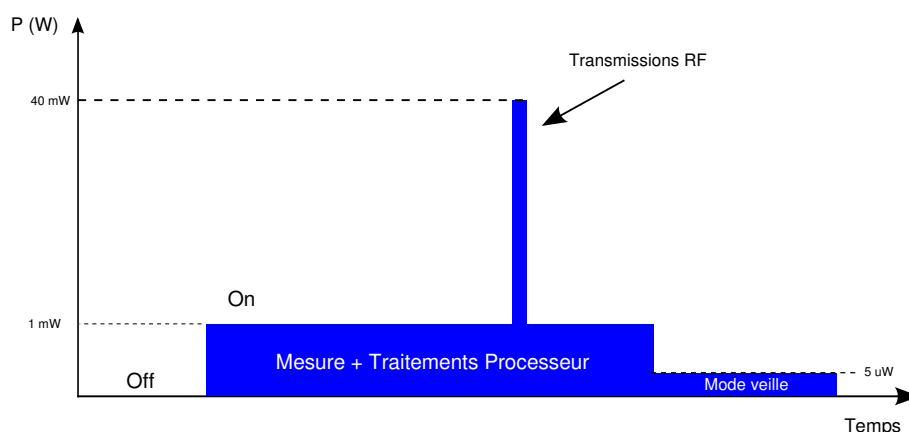 P (W)
Transmissions RF
40 mW
On
1 mW
Mesure + Traitements Processeur
Off
5 uW
Mode veille
Temps